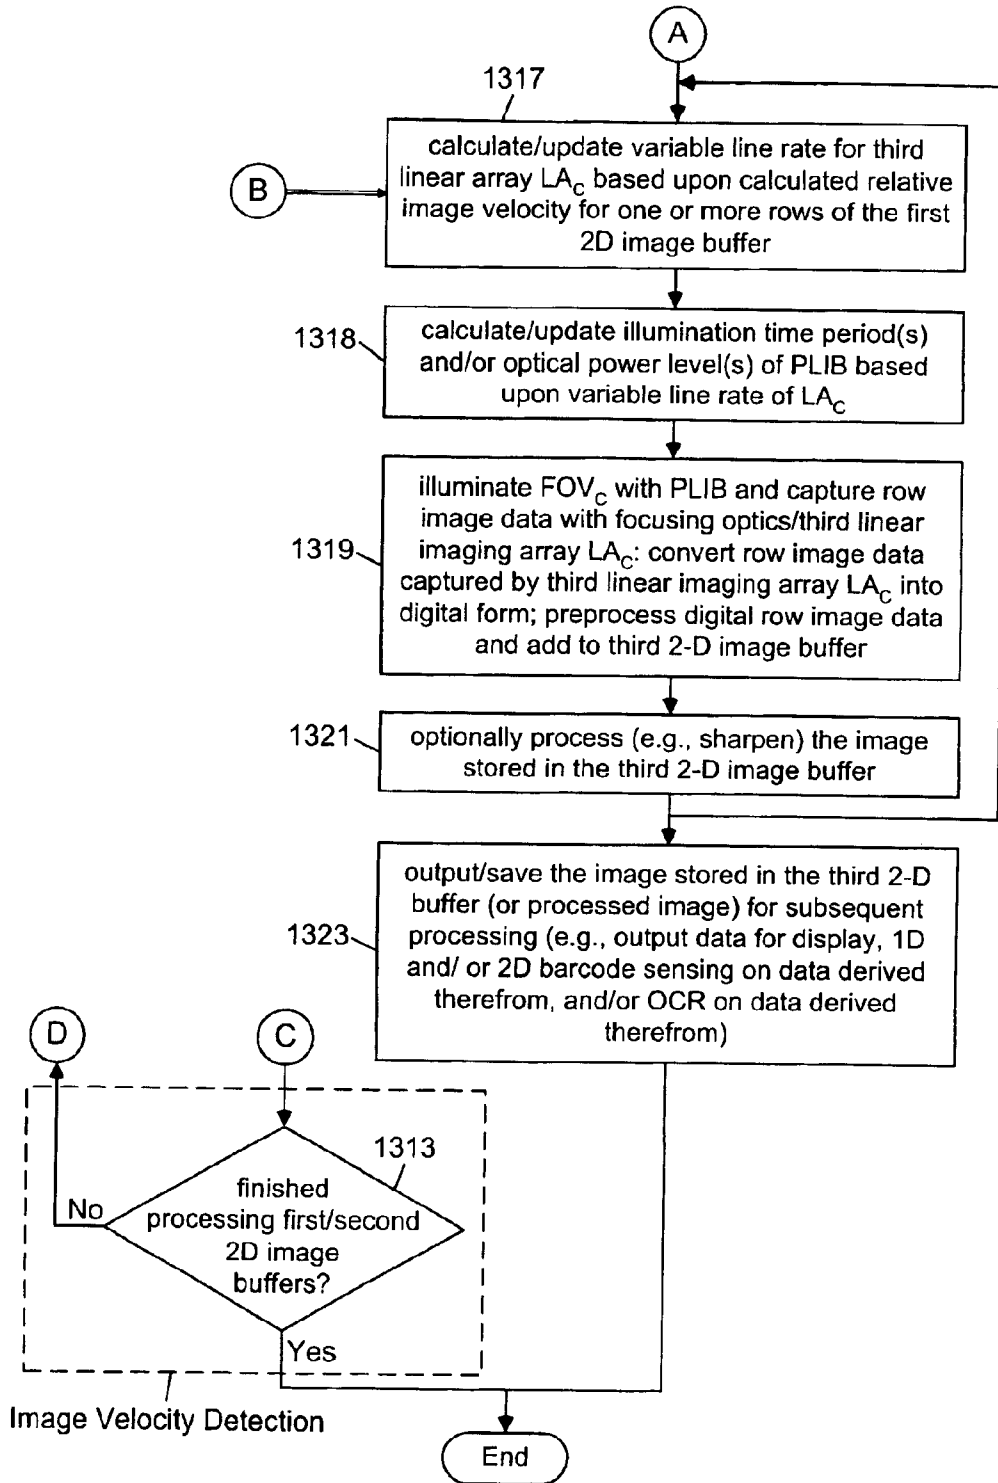 A
1317
calculate/update variable line rate for third
linear array LAC based upon calculated relative
image velocity for one or more rows of the first
2D image buffer
B
1318
calculate/update illumination time period(s)
and/or optical power level(s) of PLIB based
upon variable line rate of LAC
1319
illuminate FOVC with PLIB and capture row
image data with focusing optics/third linear
imaging array LAC: convert row image data
captured by third linear imaging array LAC into
digital form; preprocess digital row image data
and add to third 2-D image buffer
1321
optionally process (e.g., sharpen) the image
stored in the third 2-D image buffer
1323
output/save the image stored in the third 2-D
buffer (or processed image) for subsequent
processing (e.g., output data for display, 1D
and/ or 2D barcode sensing on data derived
therefrom, and/or OCR on data derived
therefrom)
D
C
1313
finished
processing first/second
2D image
buffers?
No
Yes
Image Velocity Detection
End